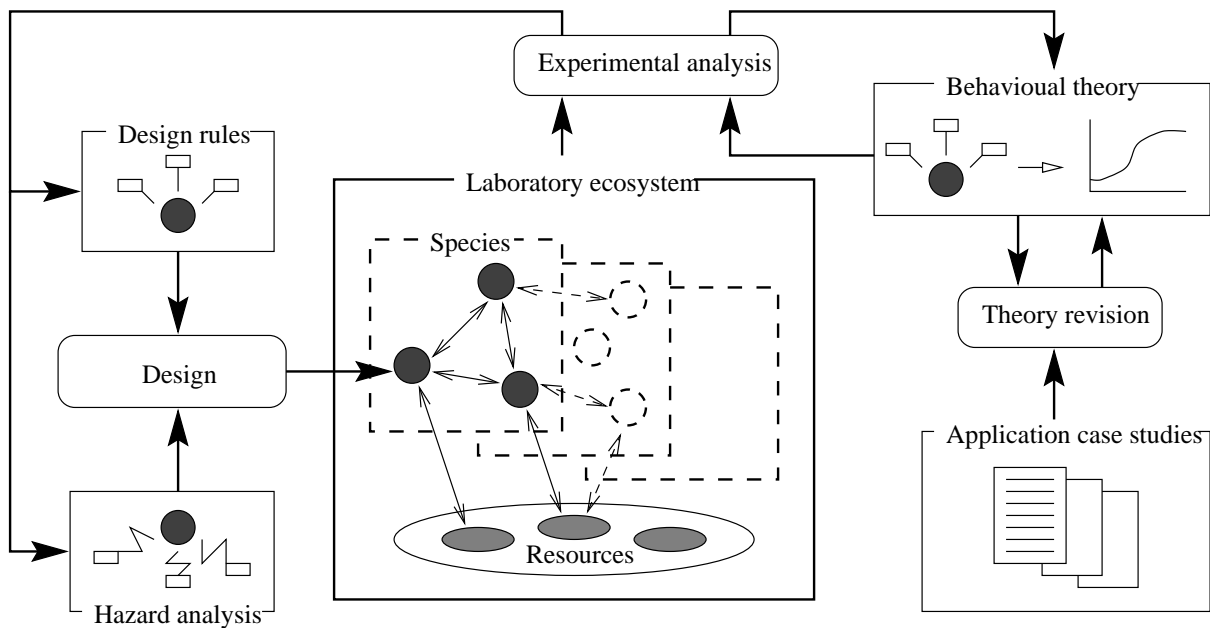 Experimental analysis
Behavioual theory
Design rules
Laboratory ecosystem
Species
Theory revision
Design
Application case studies
Resources
Hazard analysis